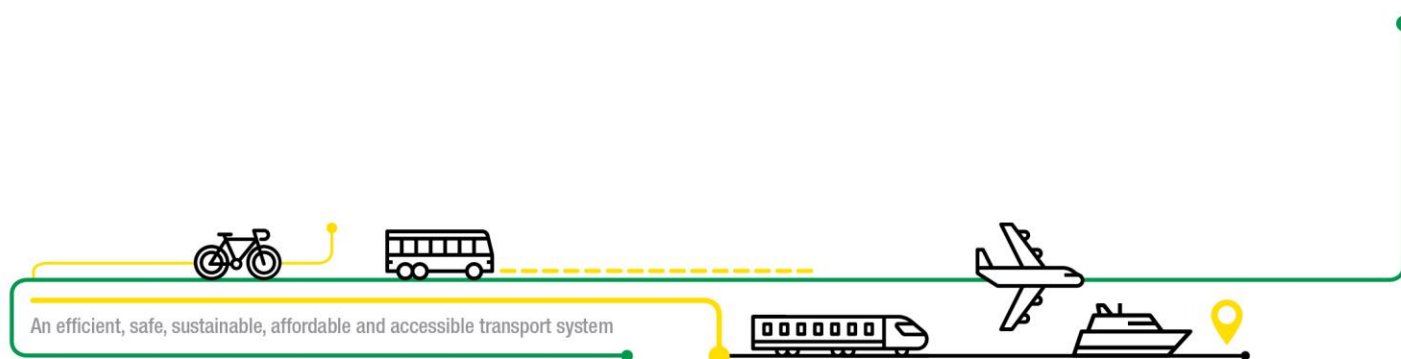 An efficient, safe, sustainable, affordable and accessible transport system